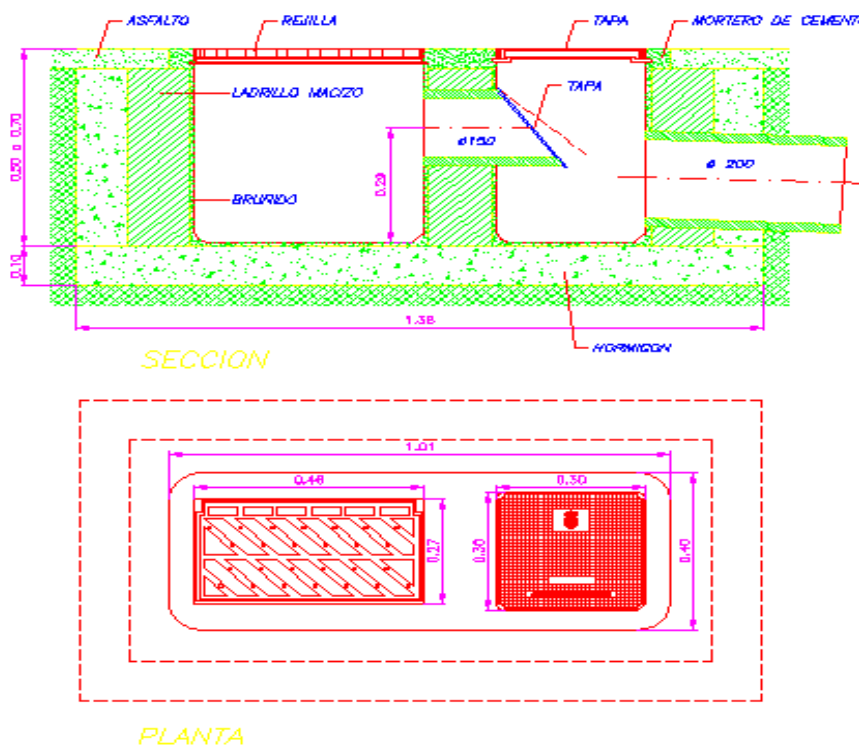 ASFALTO
REJILLA
TAPA
MORTERO DE CEMENTO
LADRILLO MACIZO
TAPA
ø150
ø 200
0.50 a 0.70
0.29
BRUÑIDO
0.10
1.38
HORMIGON
SECCION
1.01
0.46
0.30
0.27
0.30
0.40
PLANTA